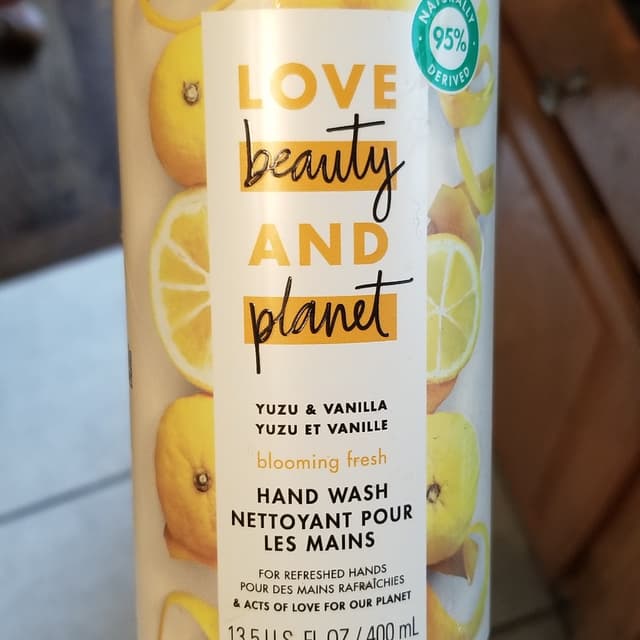 NATURALLY
95%
DERIVED
LOVE
beauty
AND
planet
YUZU & VANILLA
YUZU ET VANILLE
blooming fresh
HAND WASH
NETTOYANT POUR
LES MAINS
FOR REFRESHED HANDS
POUR DES MAINS RAFRAÎCHIES
& ACTS OF LOVE FOR OUR PLANET
13.5 U.S. FL OZ / 400 mL